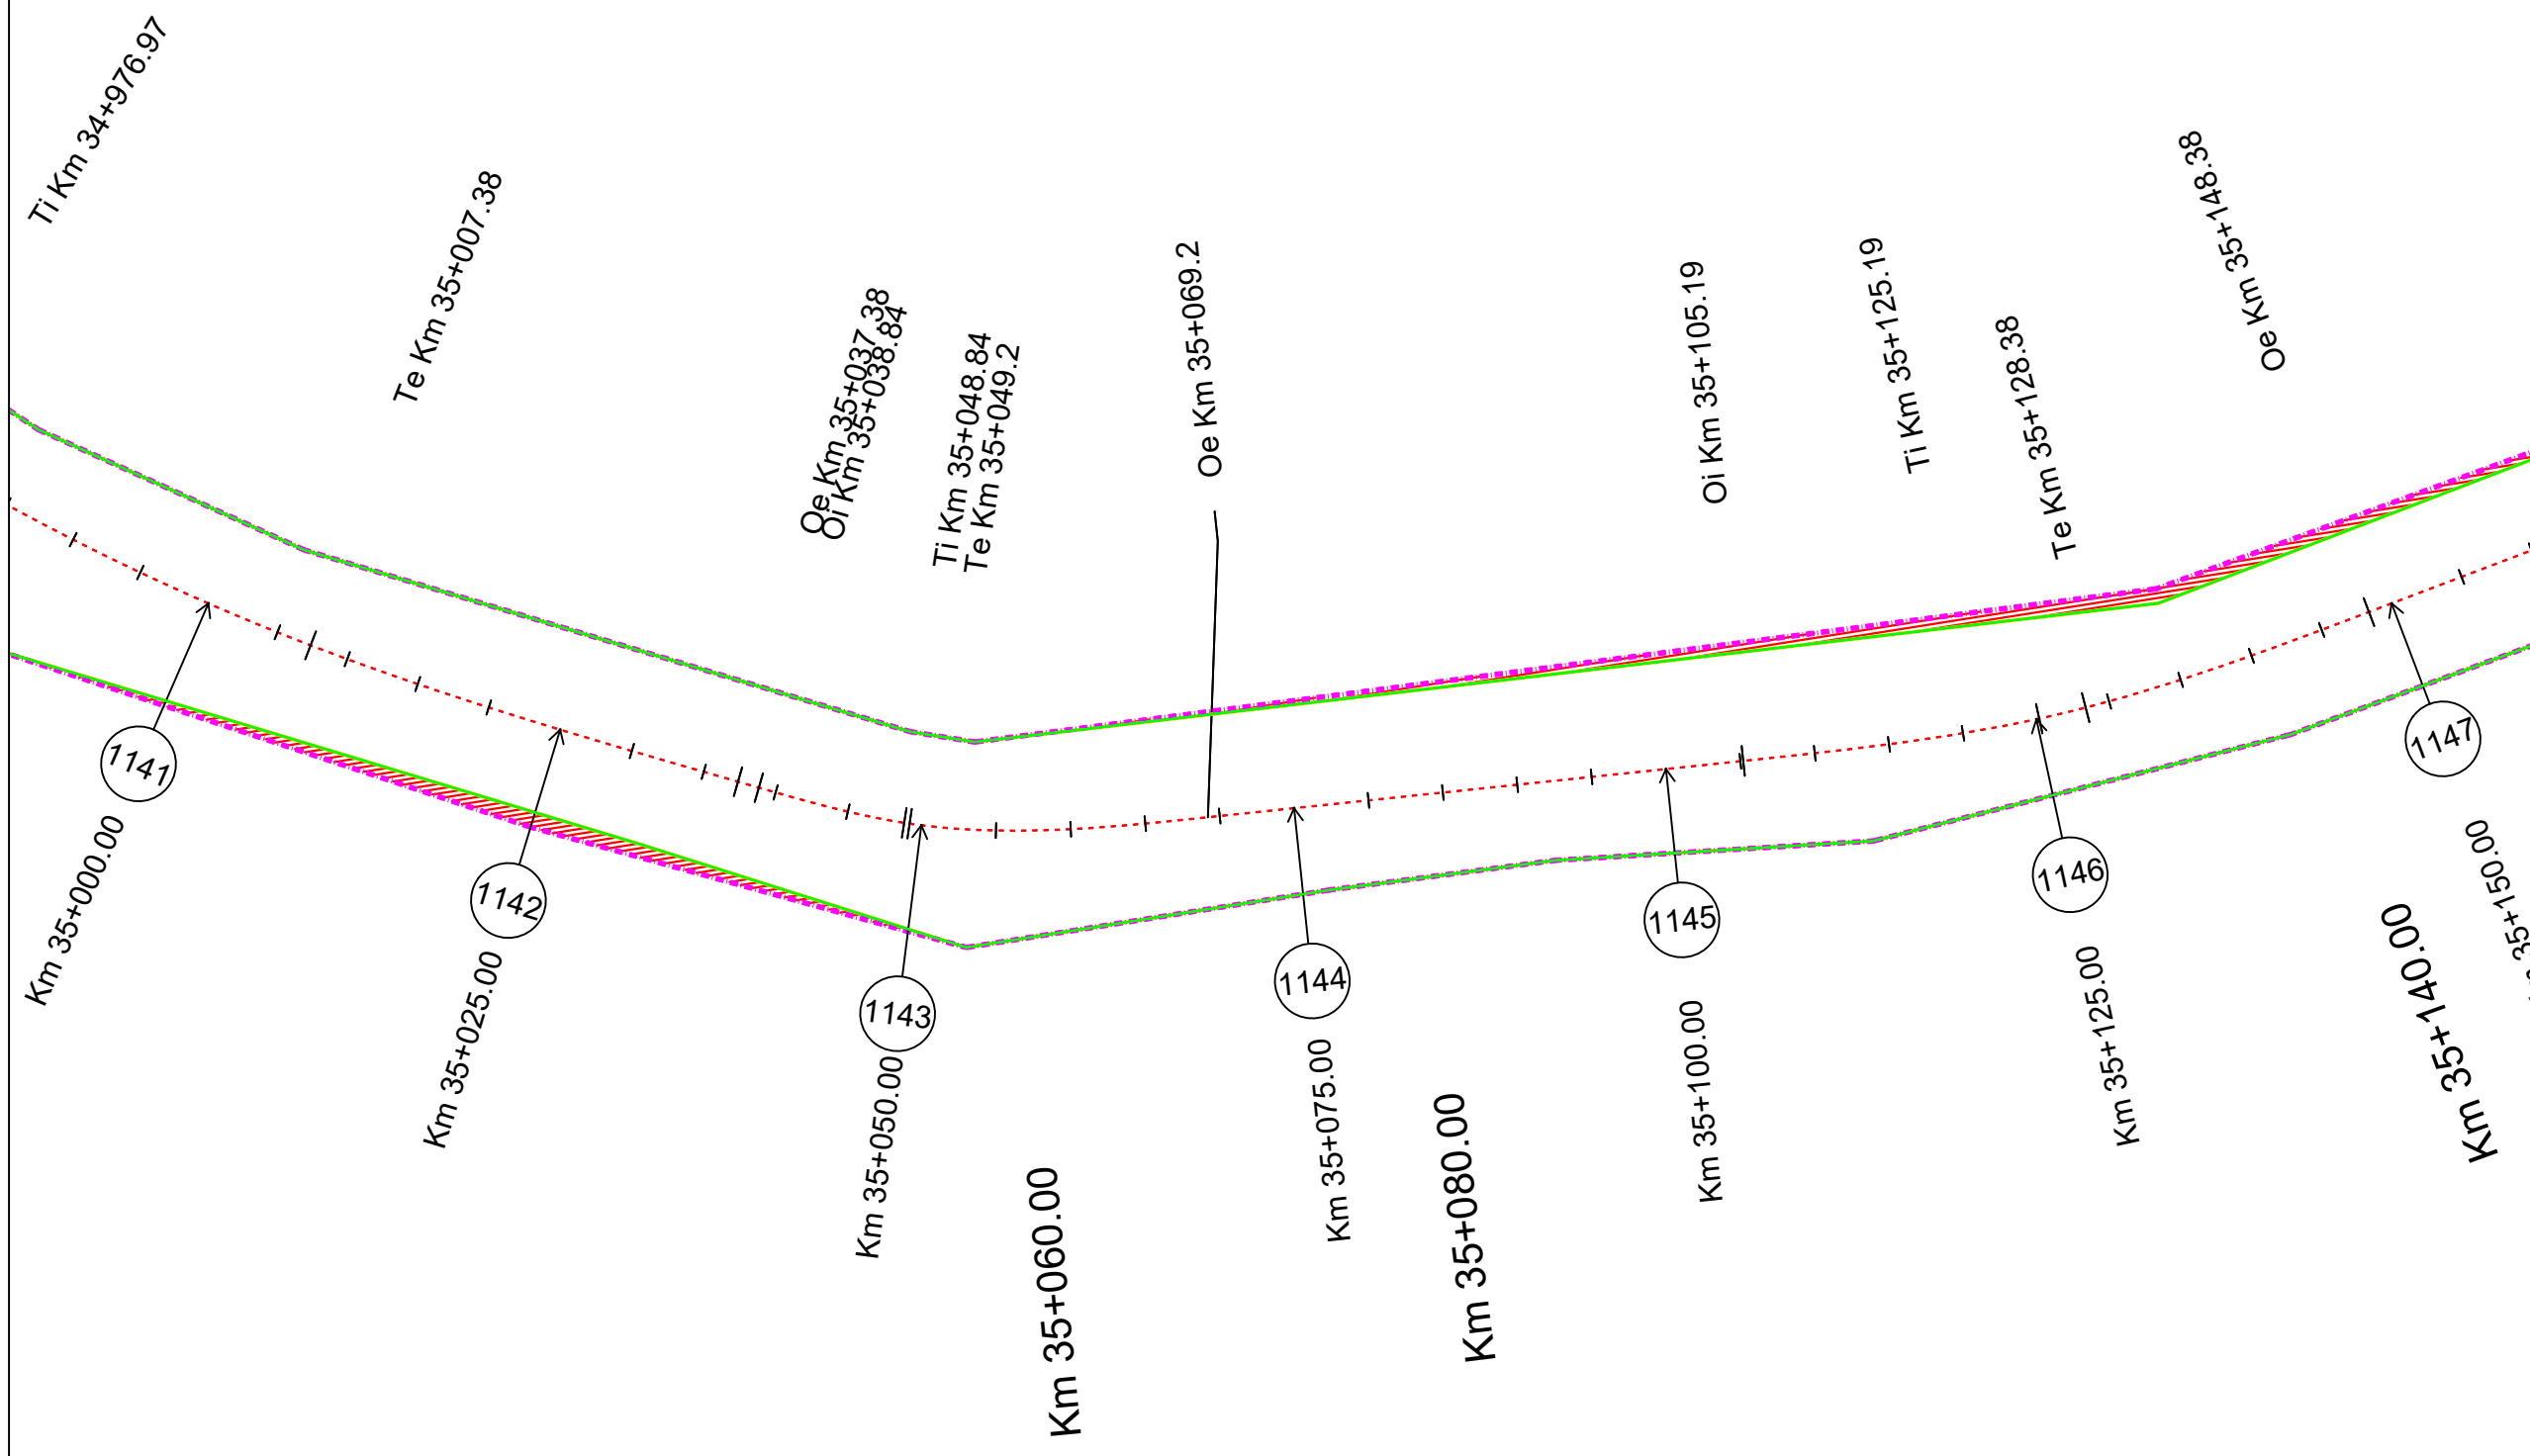 Ti Km 34+976.97
Te Km 35+007.38
Oe Km 35+037.38
Oi Km 35+038.84
Ti Km 35+048.84
Te Km 35+049.2
Oe Km 35+069.2
Oi Km 35+105.19
Ti Km 35+125.19
Te Km 35+128.38
Oe Km 35+148.38
1141
1142
1143
1144
1145
1146
1147
Km 35+000.00
Km 35+025.00
Km 35+050.00
Km 35+060.00
Km 35+075.00
Km 35+080.00
Km 35+100.00
Km 35+125.00
Km 35+140.00
35+150.00